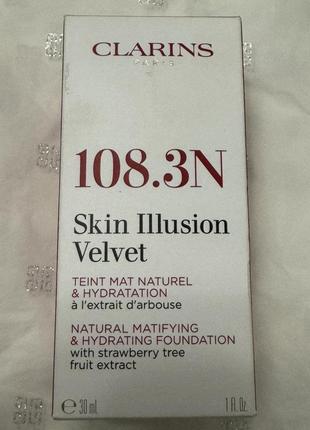 CLARINS
PARIS
108.3N
Skin Illusion
Velvet
TEINT MAT NATUREL
& HYDRATATION
à l'extrait d'arbouse
NATURAL MATIFYING
& HYDRATING FOUNDATION
with strawberry tree
fruit extract
℮ 30 ml 1 Fl. Oz.